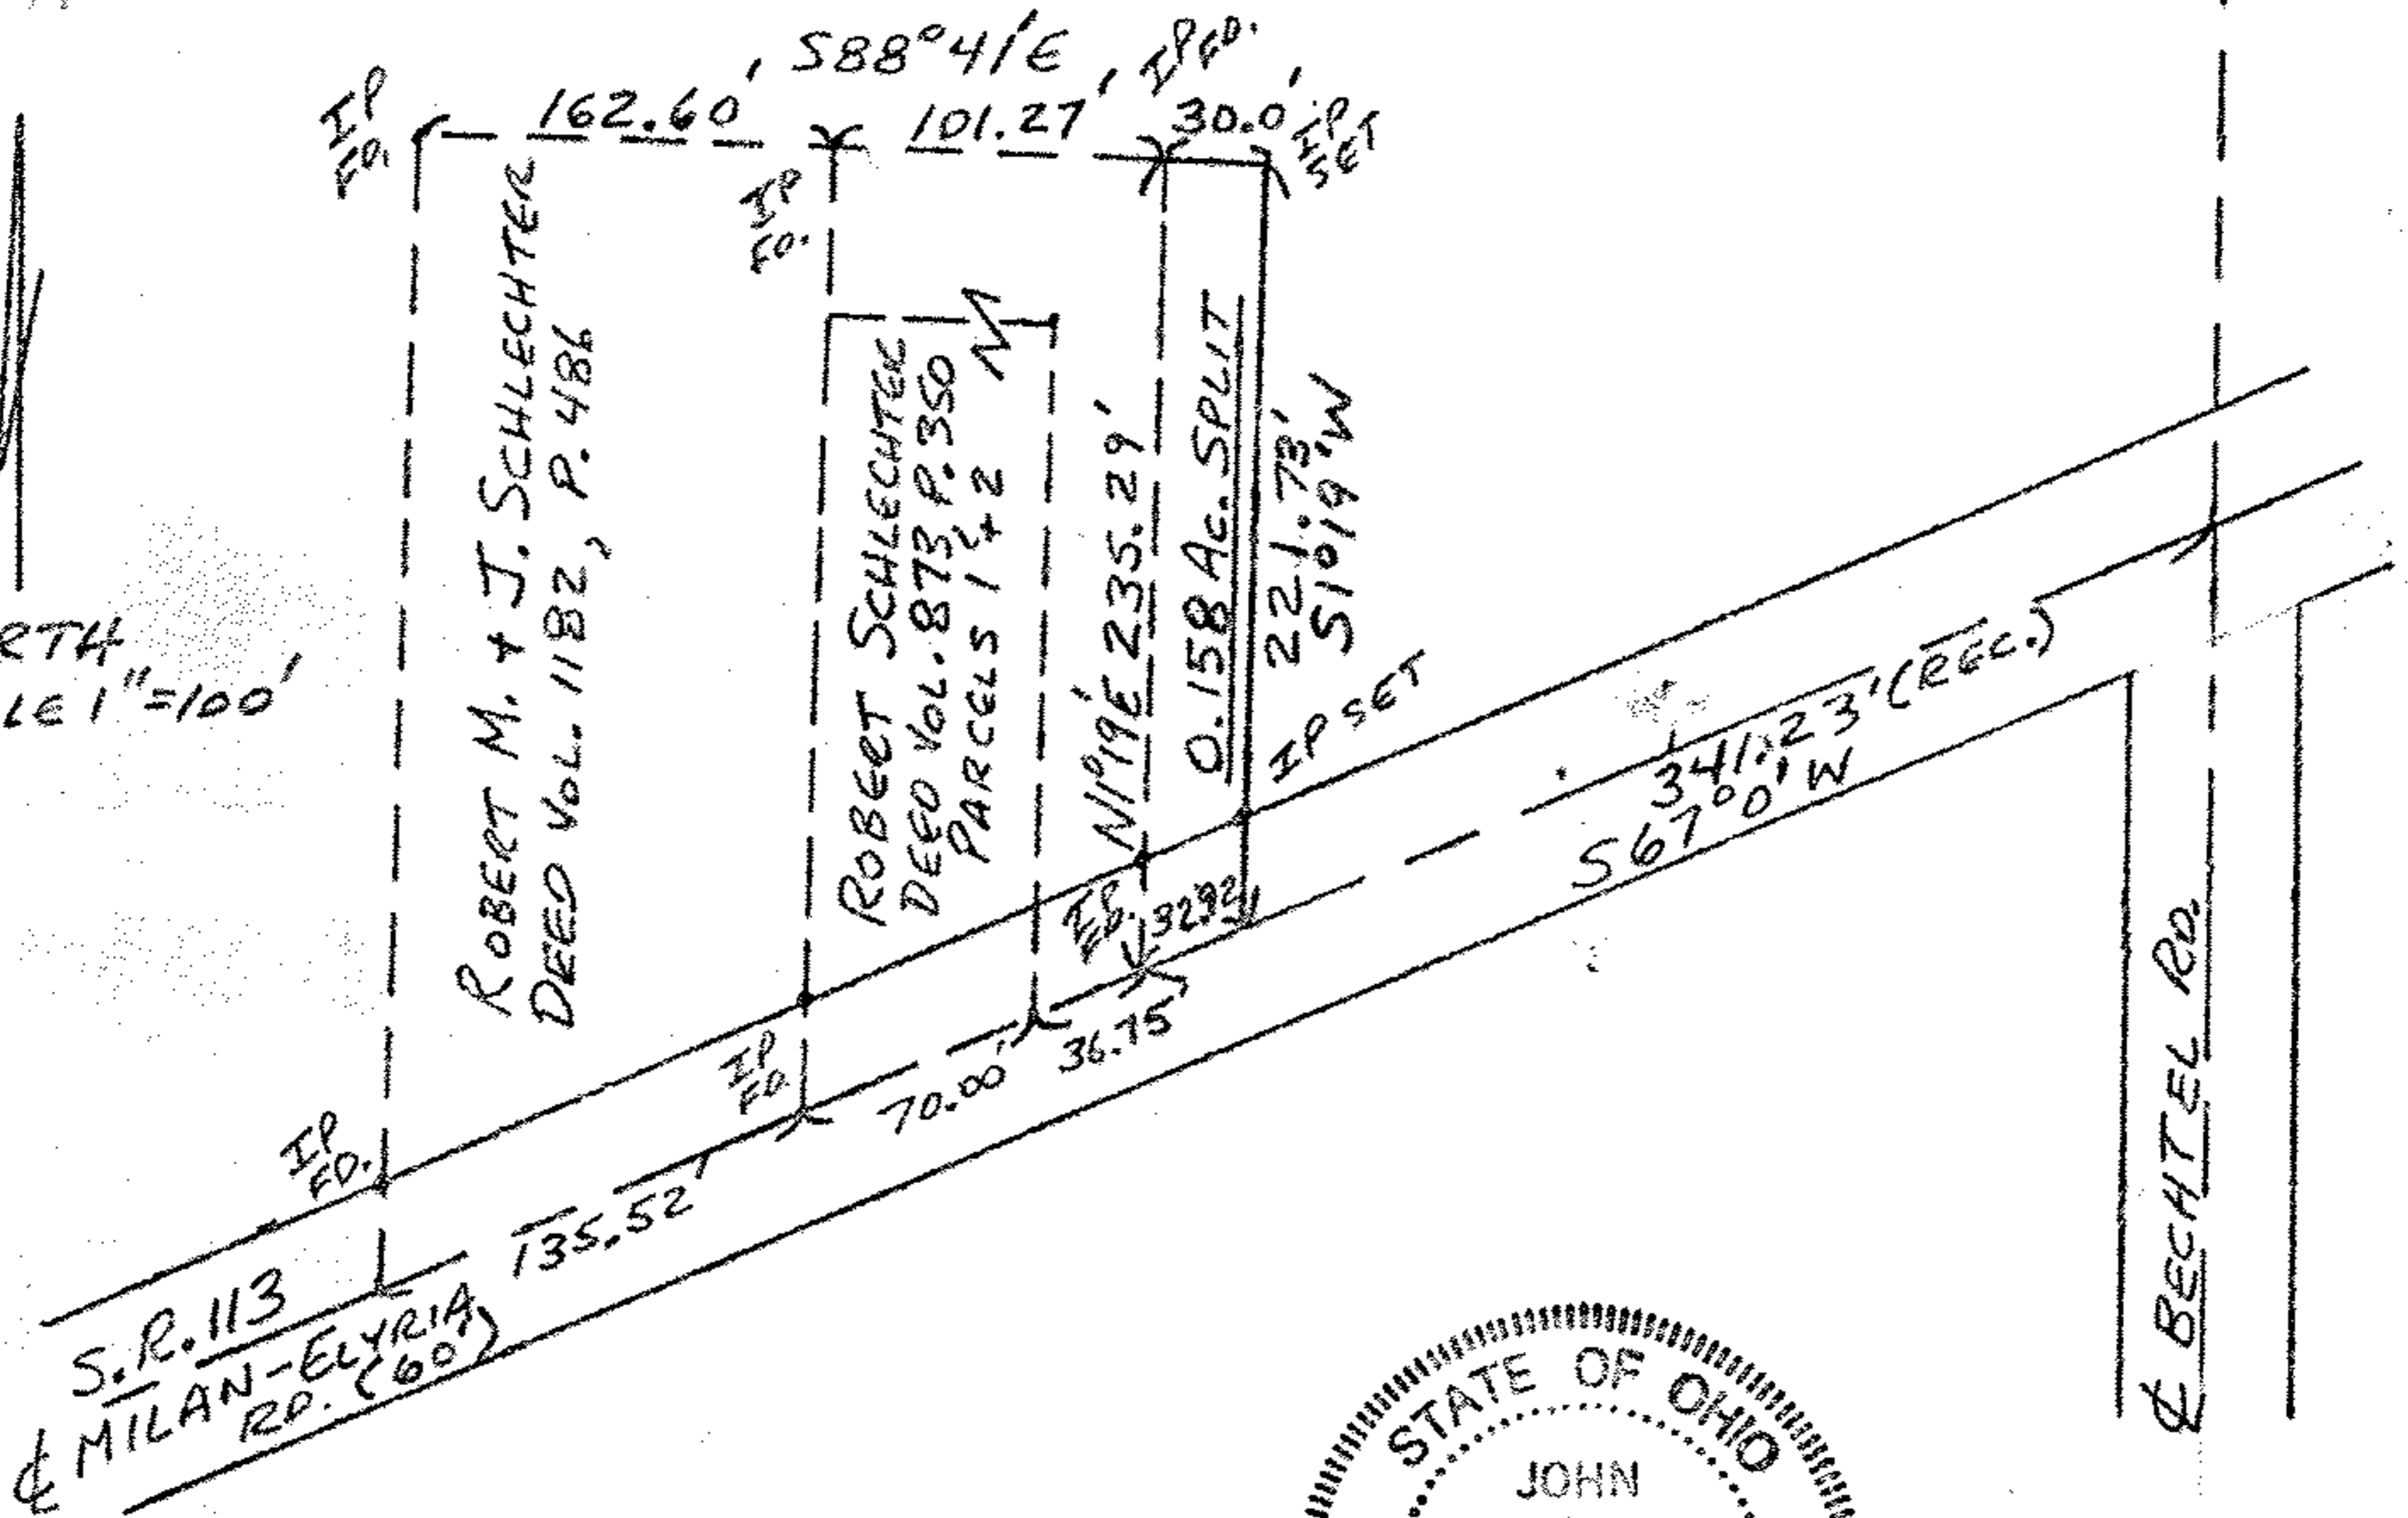 S88°41'E
IP FD.
162.60'
101.27'
IP FD.
30.0'
IP SET
IP FD.
ROBERT M. + J. SCHLECHTER
DEED VOL. 1182, P. 486
ROBERT SCHLECHTER
DEED VOL. 873 P. 350
PARCELS 1 + 2
N1°19'E 235.29'
0.158 AC. SPLIT
221.73'
S1°19'W
RTH
LE 1"=100'
IP SET
341.23' (REC.)
S67°0'W
IP FD.
32.32
36.75'
70.00'
IP FD.
135.52'
IP FD.
S.R. 113
℄ MILAN-ELYRIA
RD. (60')
℄ BECHTEL RD.
STATE OF OHIO
JOHN